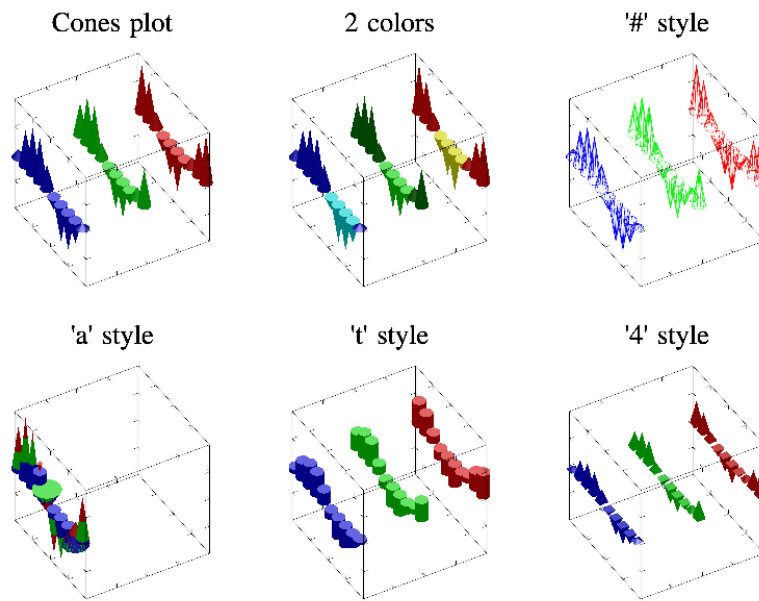 Cones plot
2 colors
'#' style
'a' style
't' style
'4' style